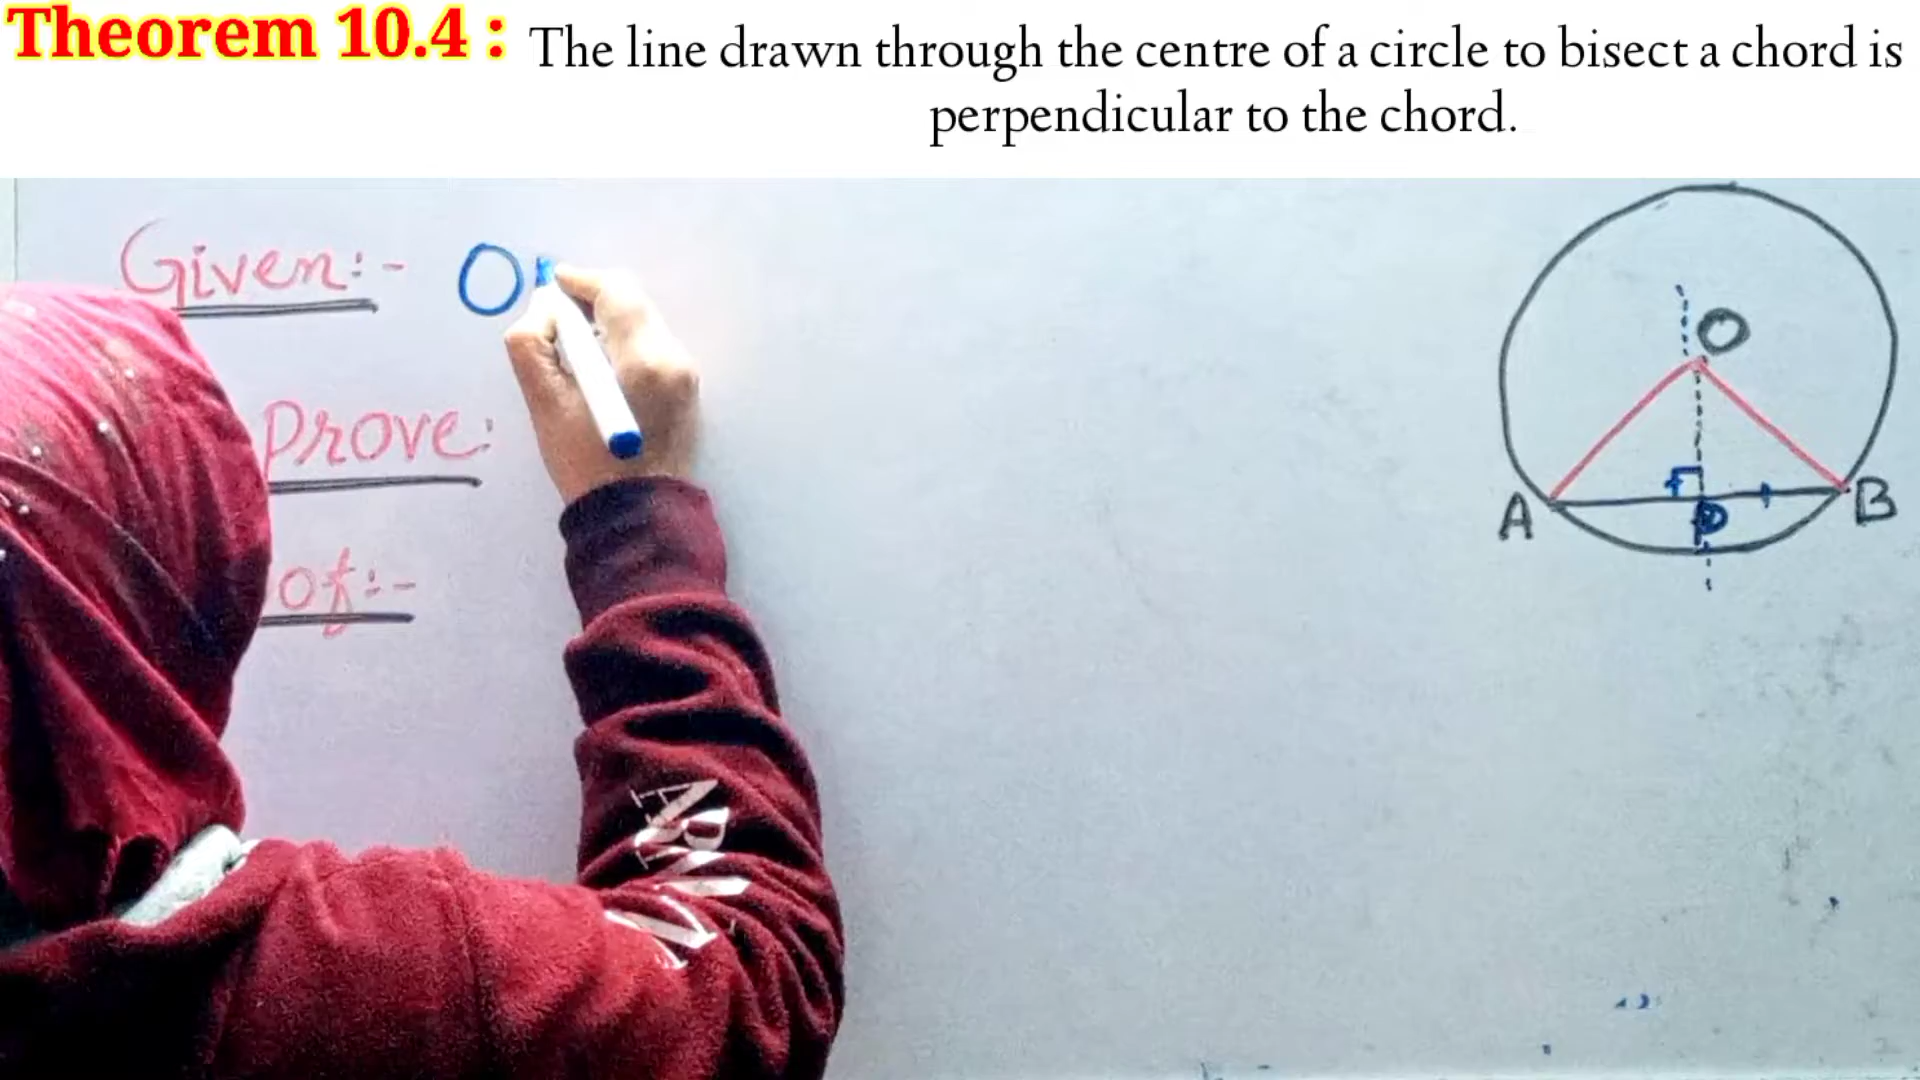 Theorem 10.4 : The line drawn through the centre of a circle to bisect a chord is
perpendicular to the chord.
Given:-
O
Prove:
A
B